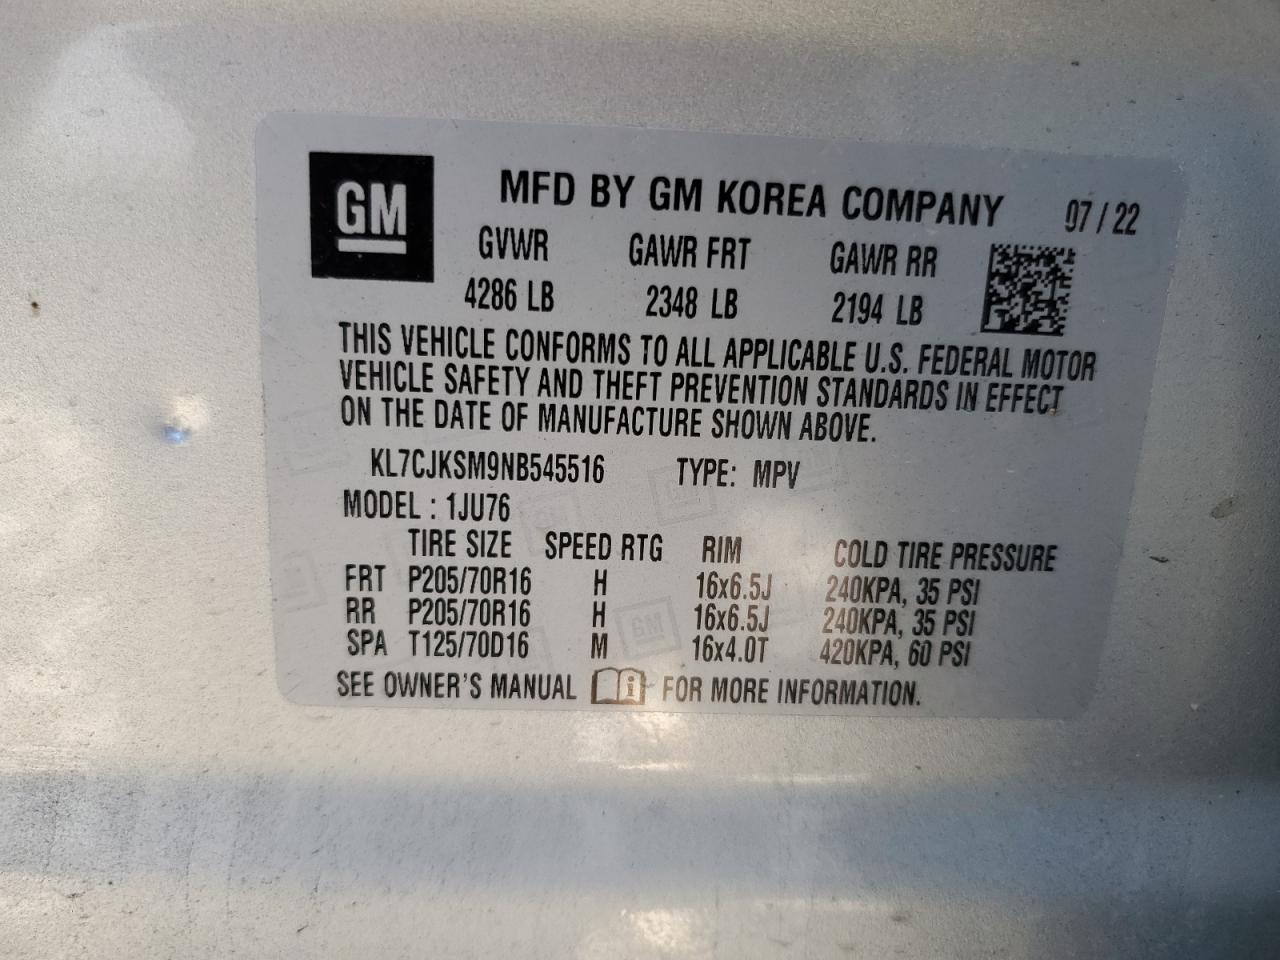 GM
MFD BY GM KOREA COMPANY 07 / 22
GVWR GAWR FRT GAWR RR
4286 LB 2348 LB 2194 LB
THIS VEHICLE CONFORMS TO ALL APPLICABLE U.S. FEDERAL MOTOR
VEHICLE SAFETY AND THEFT PREVENTION STANDARDS IN EFFECT
ON THE DATE OF MANUFACTURE SHOWN ABOVE.
KL7CJKSM9NB545516 TYPE: MPV
MODEL : 1JU76
TIRE SIZE SPEED RTG RIM COLD TIRE PRESSURE
FRT P205/70R16 H 16x6.5J 240KPA, 35 PSI
RR P205/70R16 H 16x6.5J 240KPA, 35 PSI
SPA T125/70D16 M 16x4.0T 420KPA, 60 PSI
SEE OWNER'S MANUAL i FOR MORE INFORMATION.